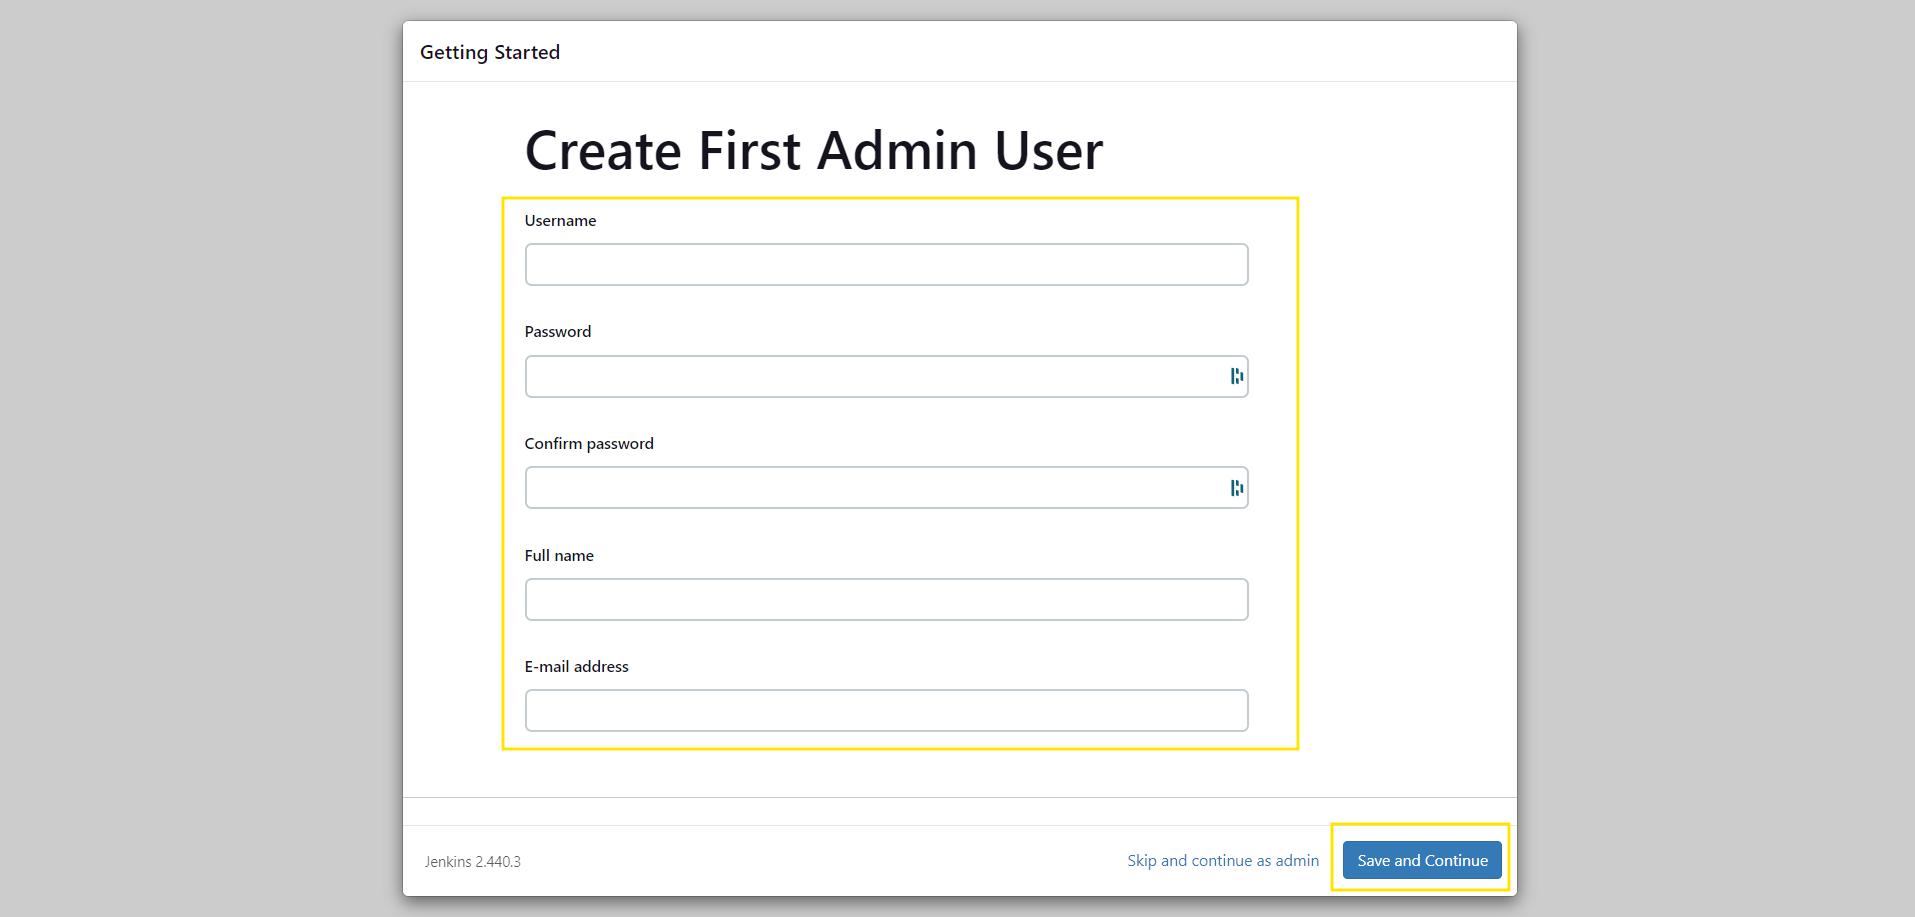 Getting Started
Create First Admin User
Username
Password
Confirm password
Full name
E-mail address
Jenkins 2.440.3
Skip and continue as admin
Save and Continue